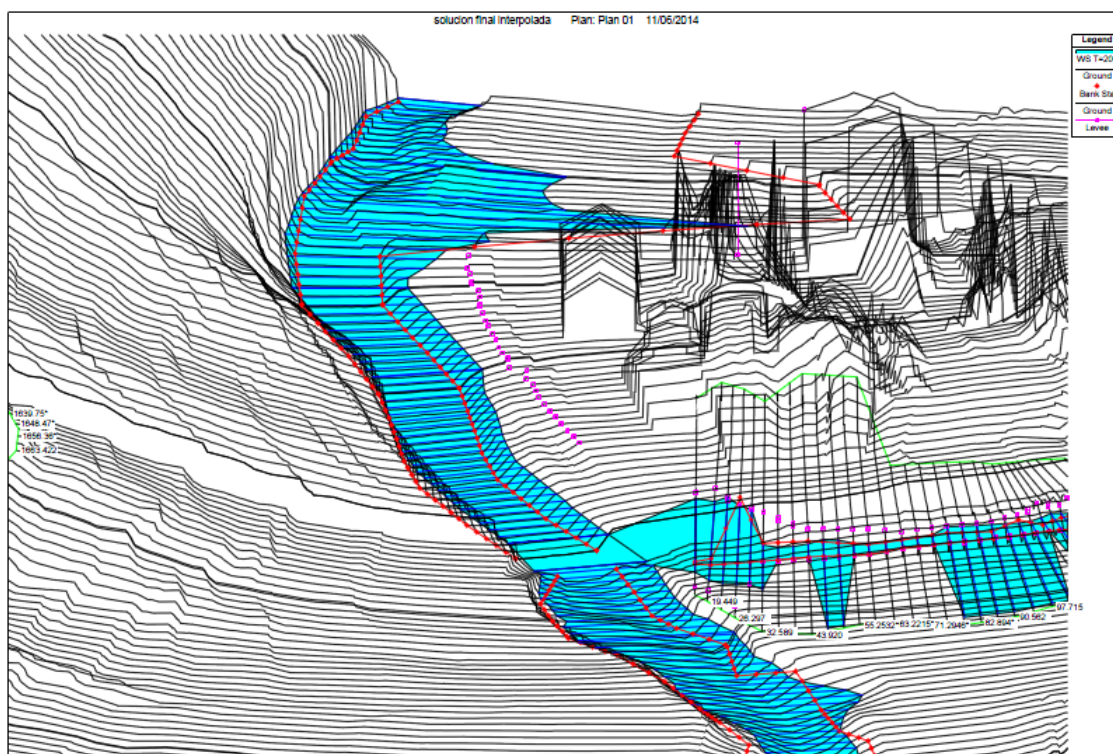 solucion final interpolada Plan: Plan 01 11/06/2014
Legend
WS T=20
Ground
Bank Sta
Ground
Levee
1639.75*
1648.47*
1656.36*
1663.422
19.449
26.297
32.589
43.920
55.2532*
63.2215*
71.2946*
82.894*
90.562
97.715